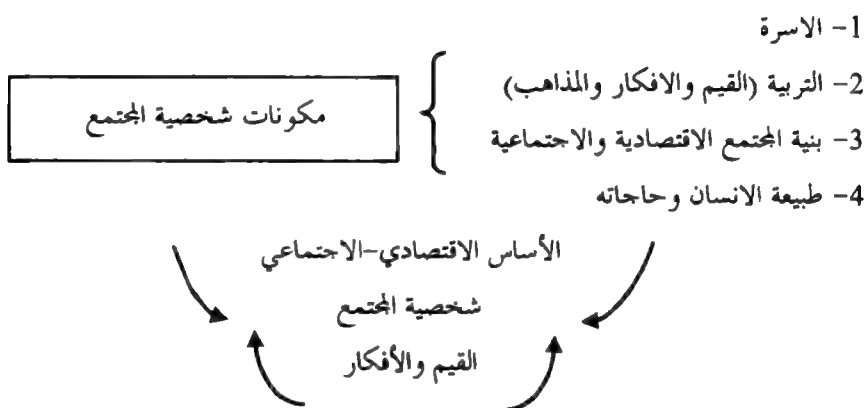 1- الاسرة
2- التربية (القيم والافكار والمذاهب)
مكونات شخصية المجتمع
3- بنية المجتمع الاقتصادية والاجتماعية
4- طبيعة الانسان وحاجاته
الأساس الاقتصادي-الاجتماعي
شخصية المجتمع
القيم والأفكار